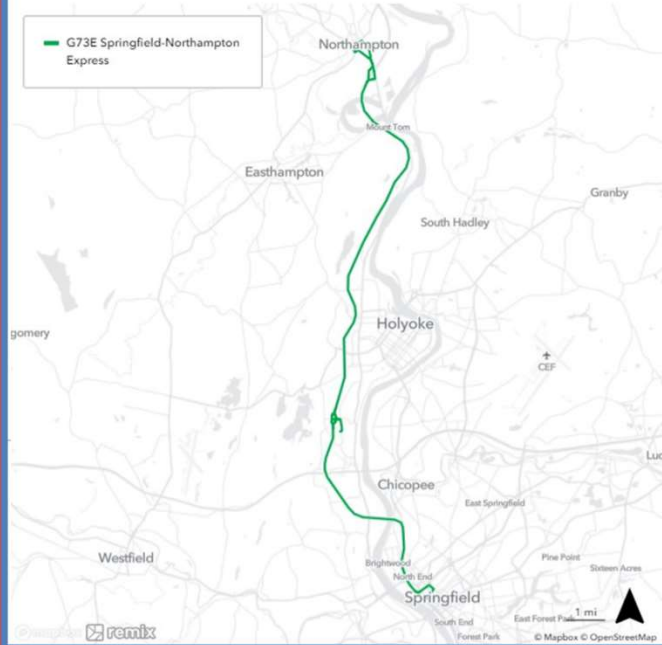 G73E Springfield-Northampton
Express
Northampton
Mount Tom
Easthampton
Granby
South Hadley
gomery
Holyoke
CEF
Luc
Chicopee
East Springfield
Westfield
Brightwood
Pine Point
North End
Sixteen Acres
Springfield
1 mi
South End
East Forest Park
Forest Park
mapbox remix
© Mapbox © OpenStreetMap